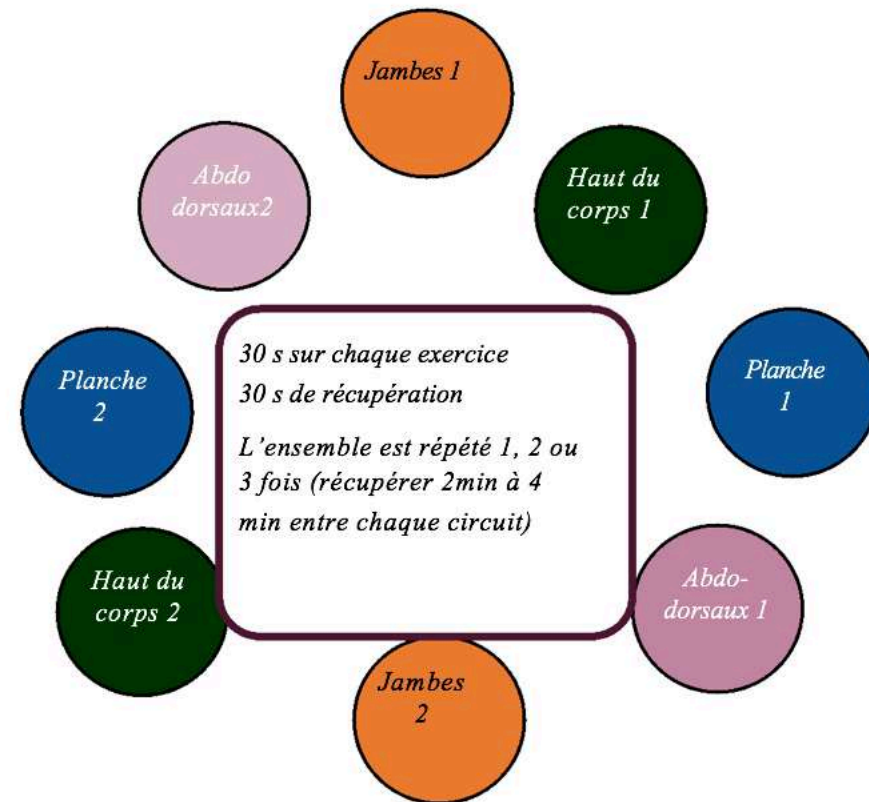 Jambes 1
Haut du
corps 1
Planche
1
Abdo-
dorsaux 1
Jambes
2
Haut du
corps 2
Planche
2
Abdo
dorsaux2
30 s sur chaque exercice
30 s de récupération
L'ensemble est répété 1, 2 ou
3 fois (récupérer 2min à 4
min entre chaque circuit)